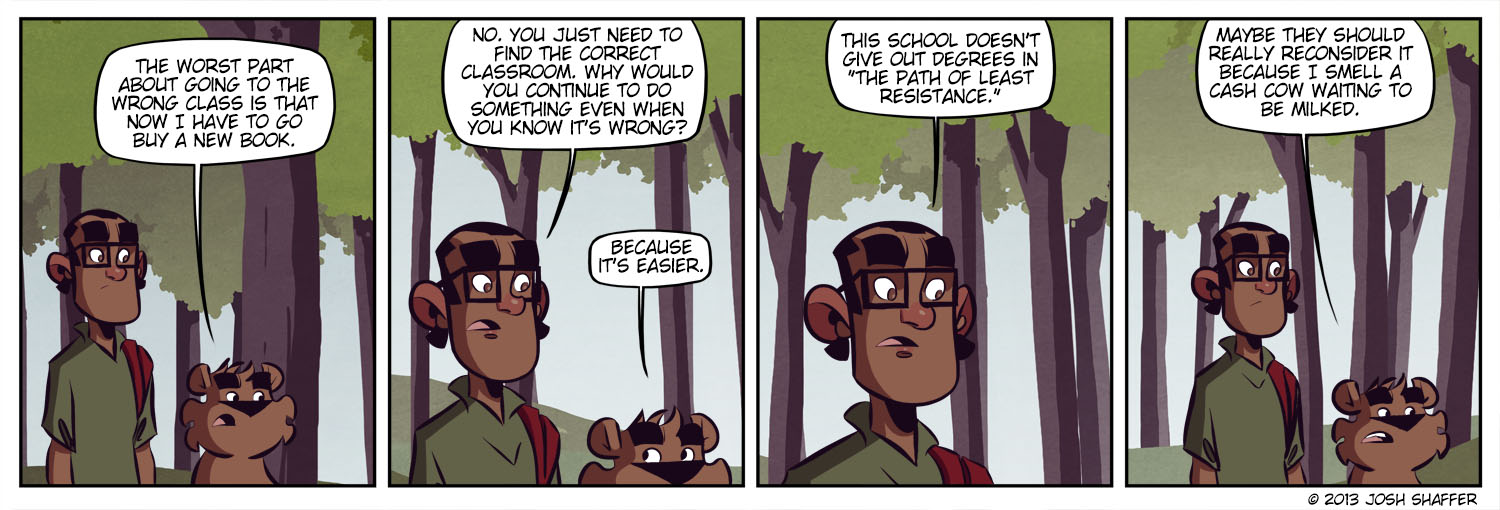 THE WORST PART
ABOUT GOING TO THE
WRONG CLASS IS THAT
NOW I HAVE TO GO
BUY A NEW BOOK.
NO. YOU JUST NEED TO
FIND THE CORRECT
CLASSROOM. WHY WOULD
YOU CONTINUE TO DO
SOMETHING EVEN WHEN
YOU KNOW IT'S WRONG?
BECAUSE
IT'S EASIER.
THIS SCHOOL DOESN'T
GIVE OUT DEGREES IN
"THE PATH OF LEAST
RESISTANCE."
MAYBE THEY SHOULD
REALLY RECONSIDER IT
BECAUSE I SMELL A
CASH COW WAITING TO
BE MILKED.
© 2013 JOSH SHAFFER